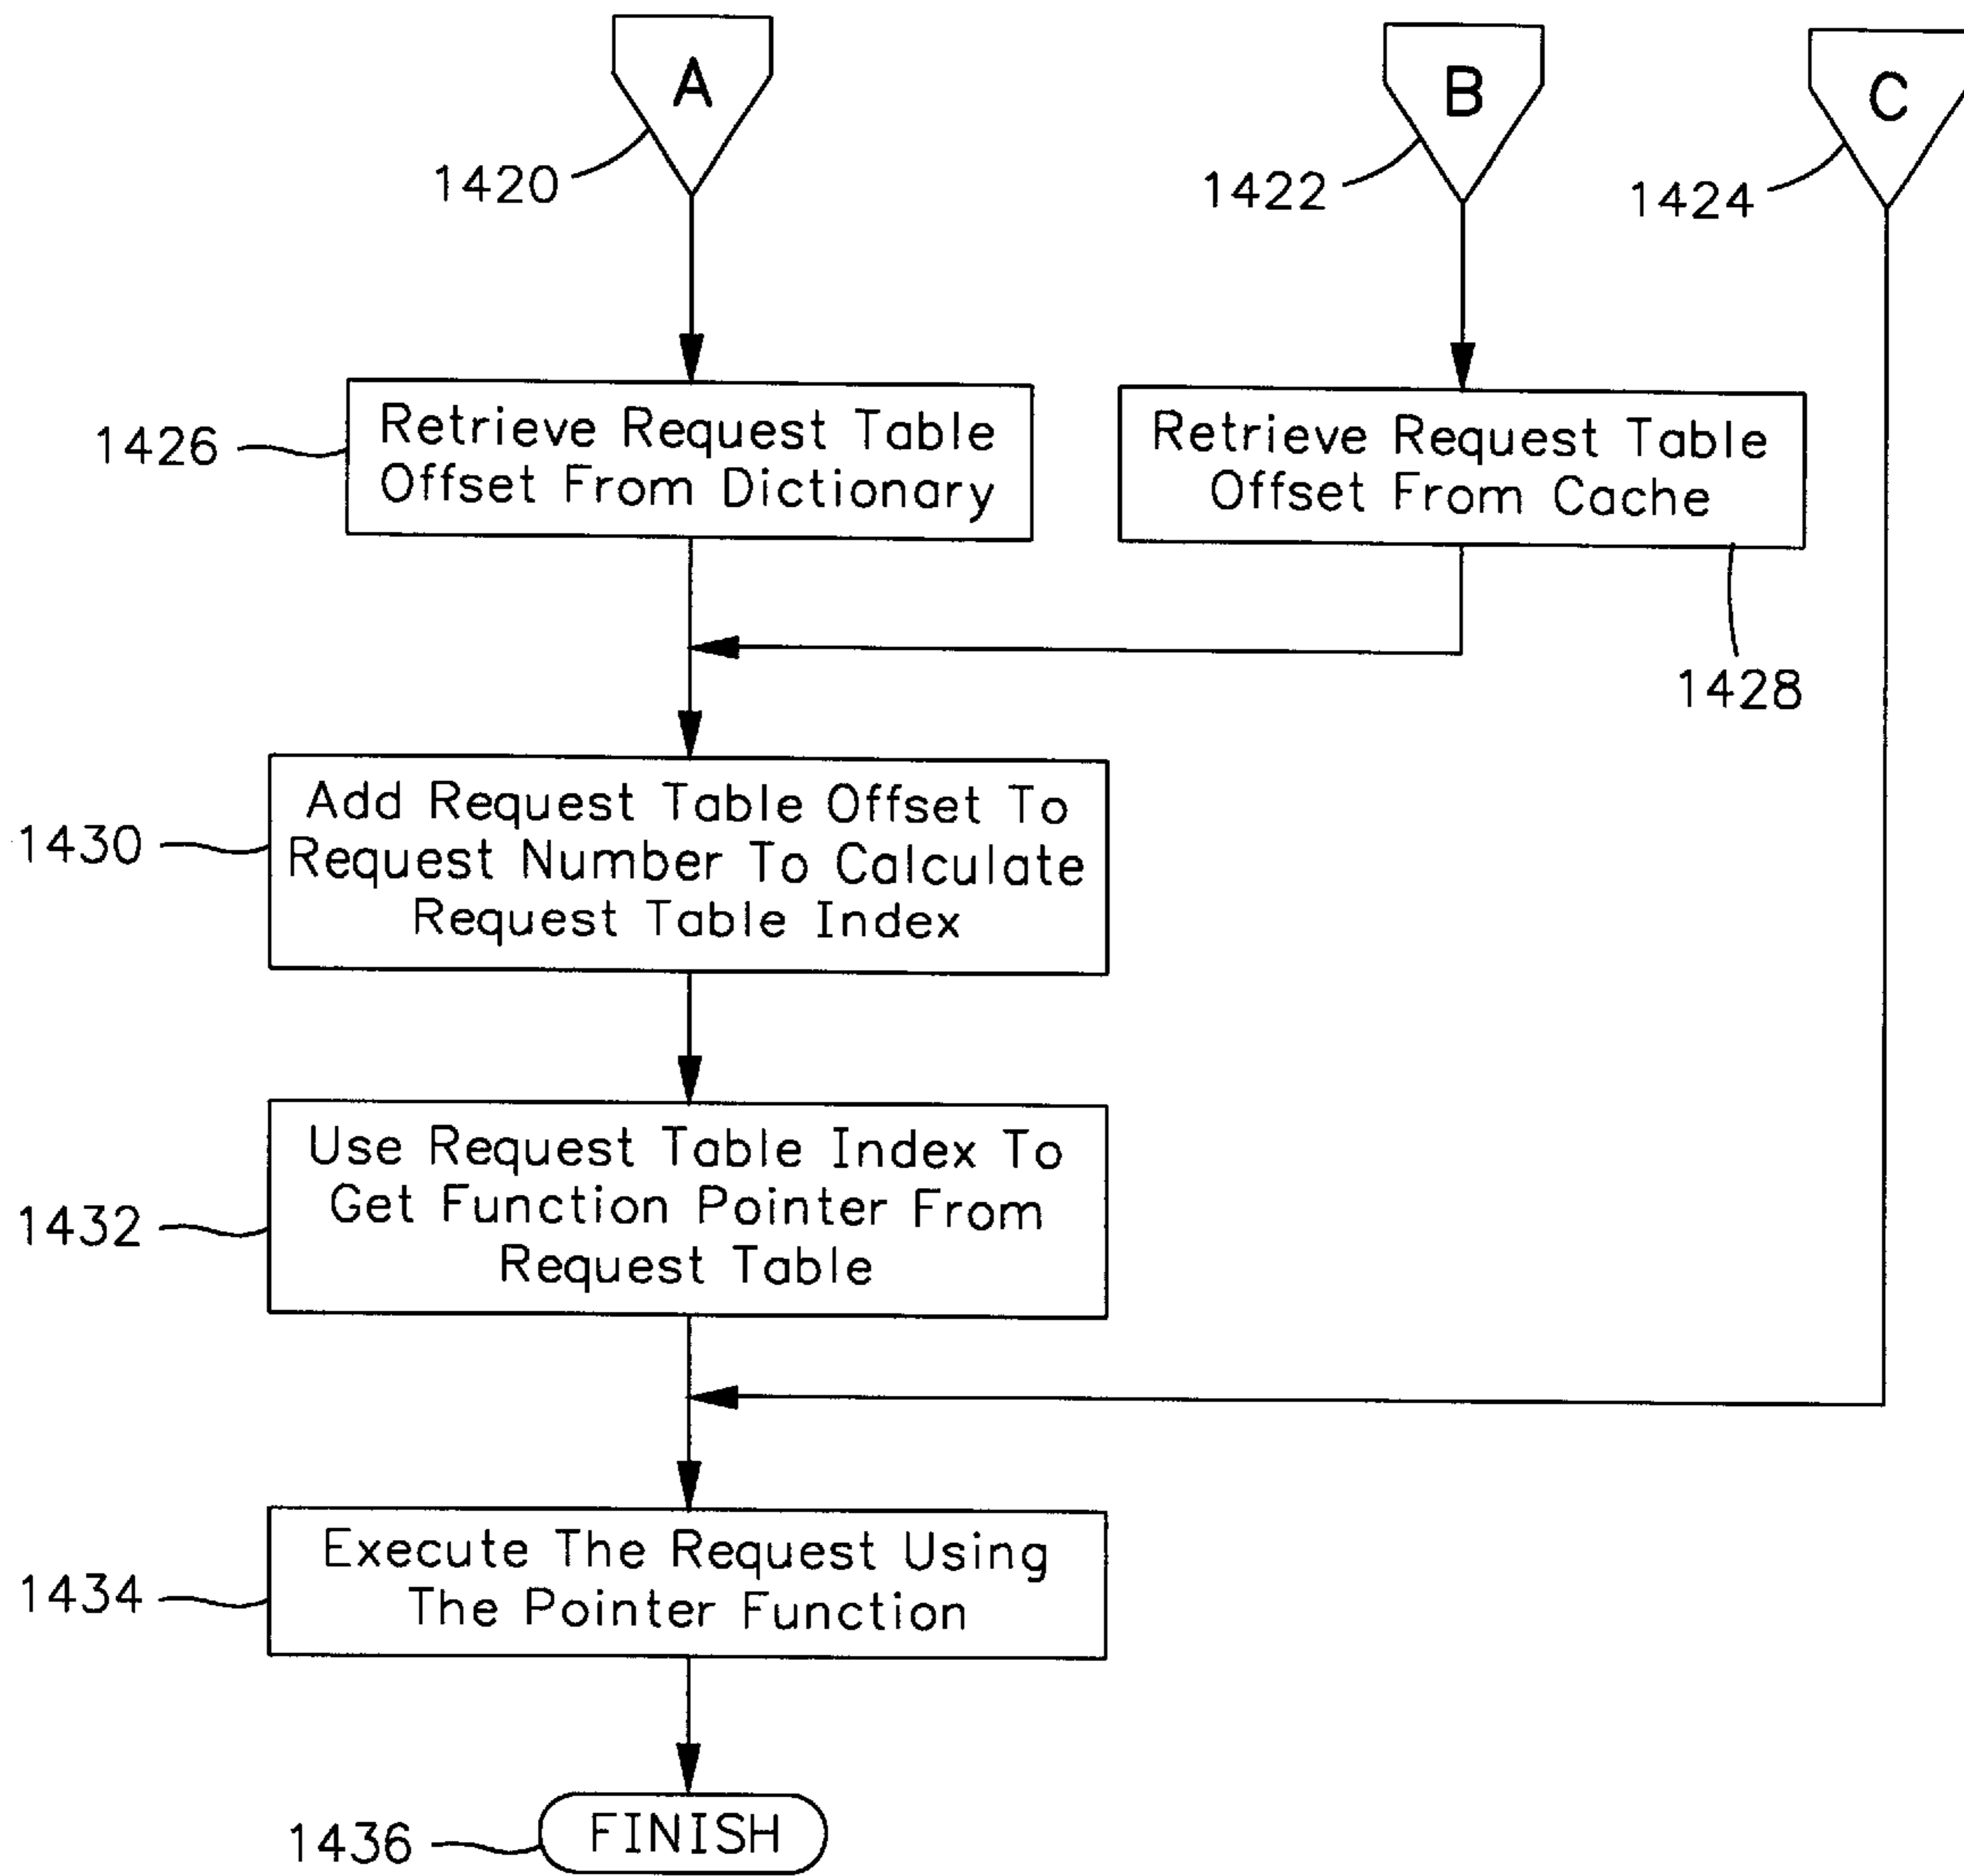 A
B
C
1420
1422
1424
1426
Retrieve Request Table
Offset From Dictionary
Retrieve Request Table
Offset From Cache
1428
1430
Add Request Table Offset To
Request Number To Calculate
Request Table Index
1432
Use Request Table Index To
Get Function Pointer From
Request Table
1434
Execute The Request Using
The Pointer Function
1436
FINISH